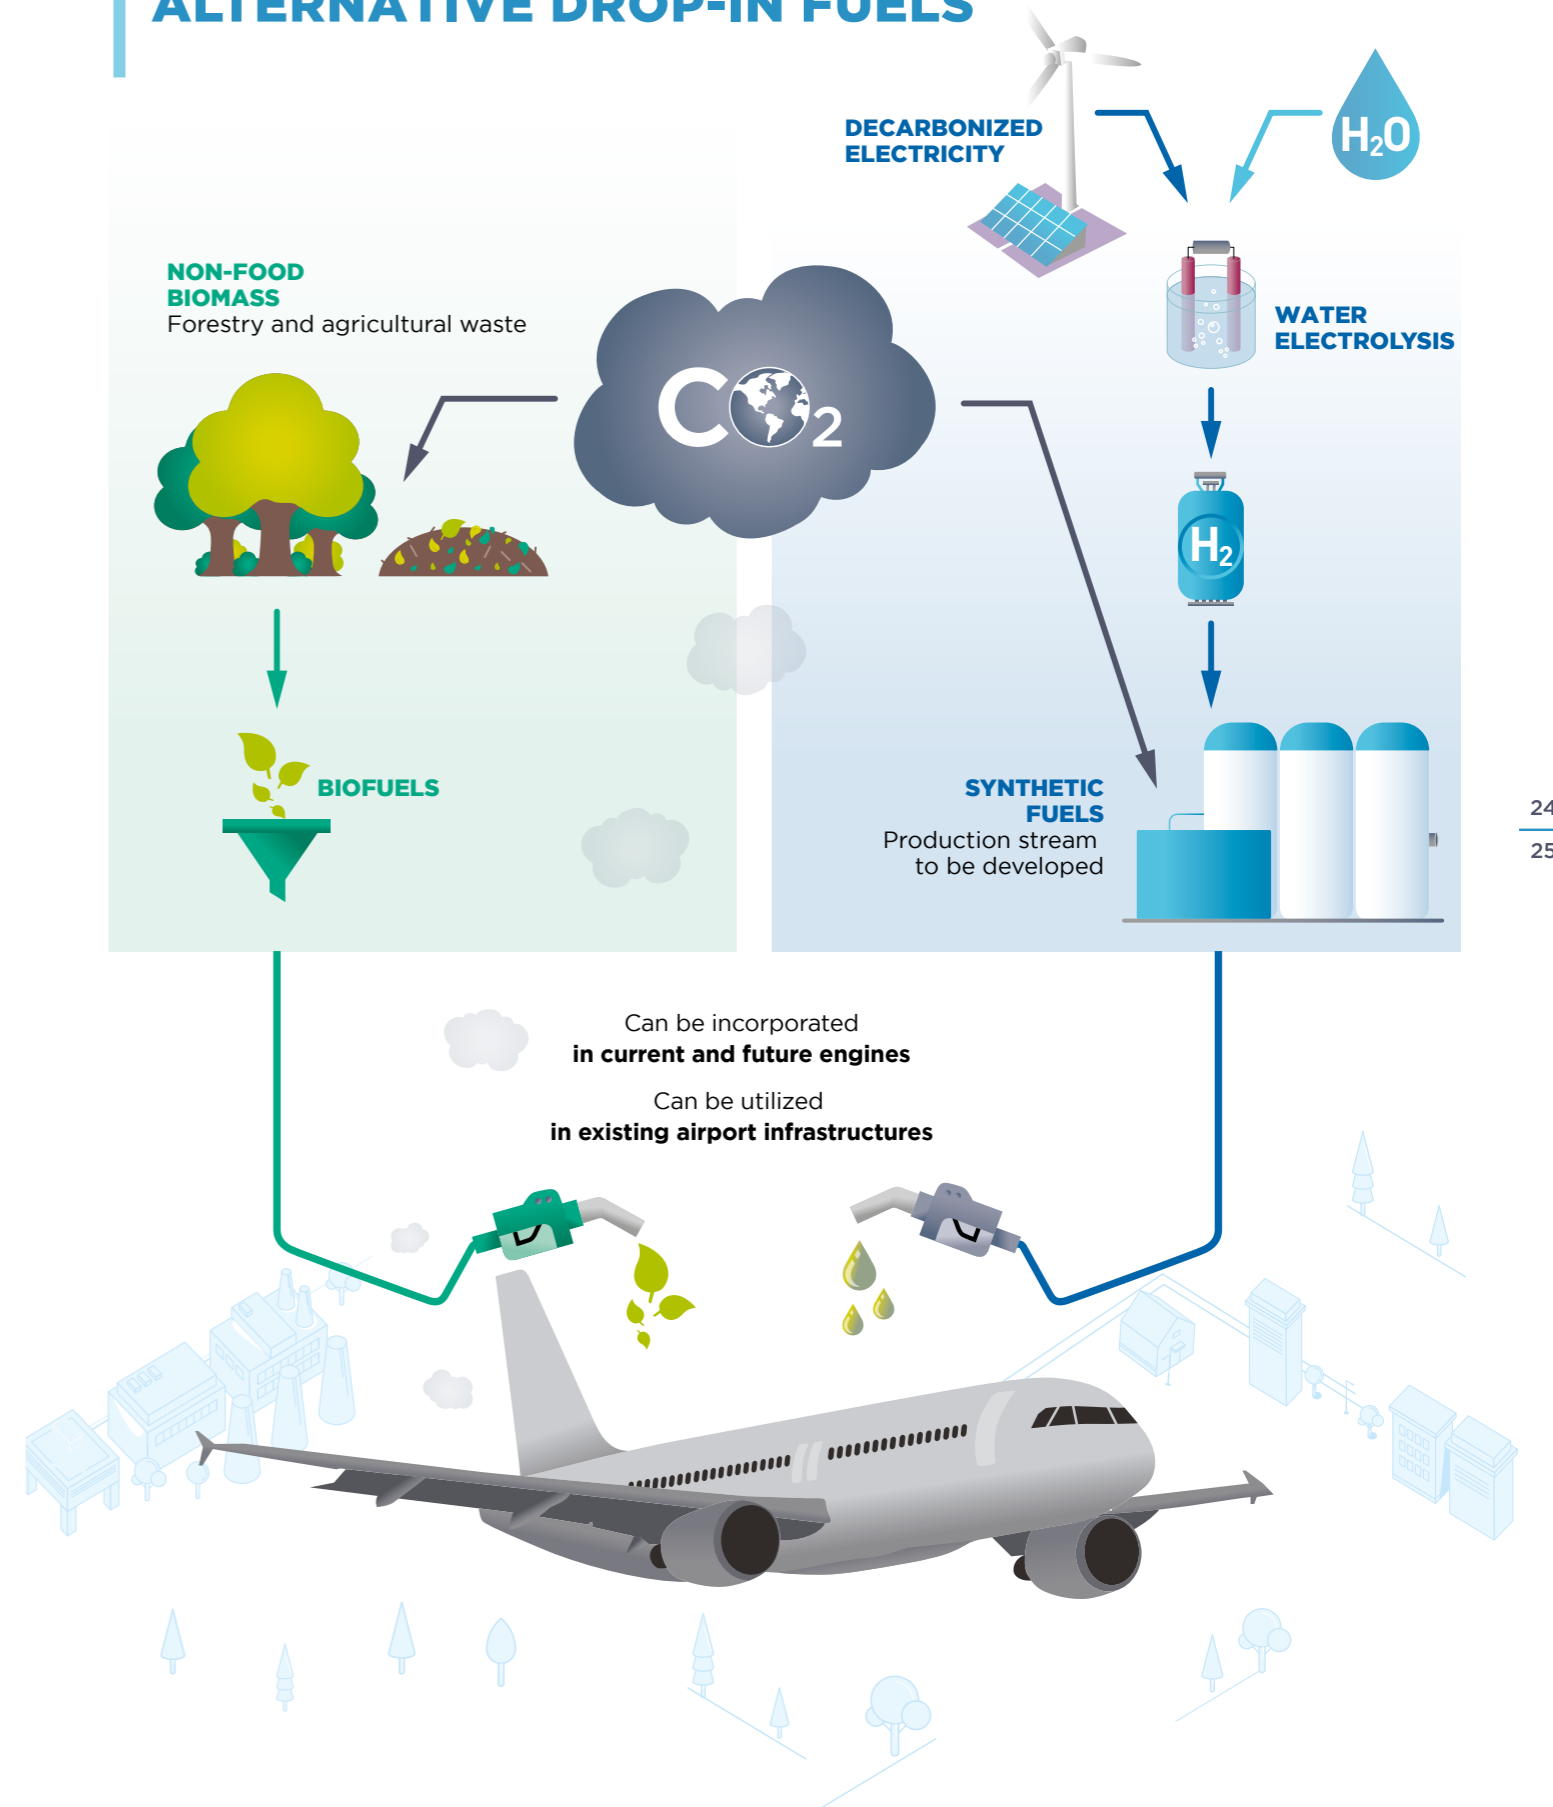 ALTERNATIVE DROP-IN FUELS
DECARBONIZED
ELECTRICITY
H₂O
NON-FOOD
BIOMASS
Forestry and agricultural waste
CO₂
WATER
ELECTROLYSIS
H₂
BIOFUELS
SYNTHETIC
FUELS
Production stream
to be developed
24
25
Can be incorporated
in current and future engines
Can be utilized
in existing airport infrastructures